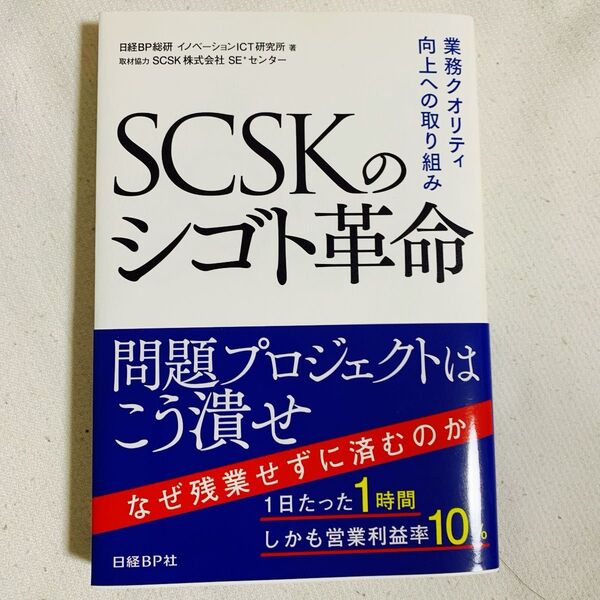 日経BP総研 イノベーションICT研究所 著
取材協力 SCSK株式会社 SE⁺センター
業務クオリティ
向上への取り組み
SCSKの
シゴト革命
問題プロジェクトは
こう潰せ
なぜ残業せずに済むのか
1日たった1時間
しかも営業利益率10%
日経BP社